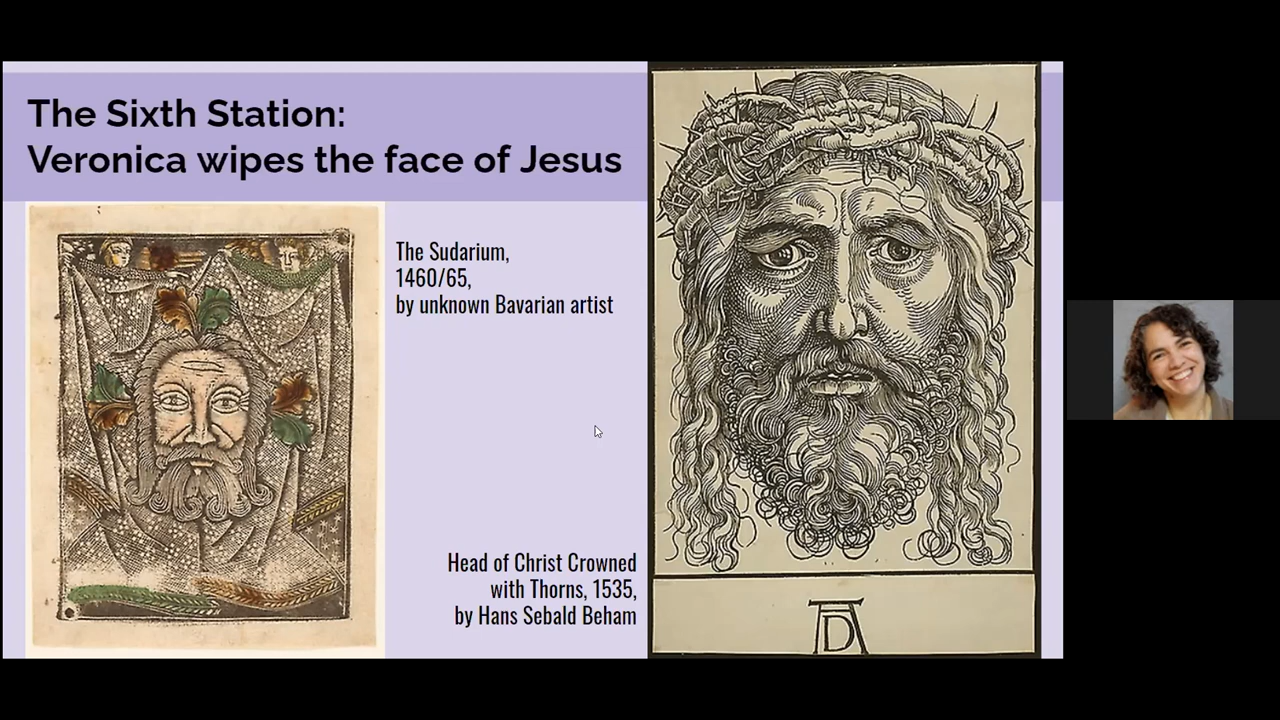 The Sixth Station:
Veronica wipes the face of Jesus
The Sudarium,
1460/65,
by unknown Bavarian artist
Head of Christ Crowned
with Thorns, 1535,
by Hans Sebald Beham
AD